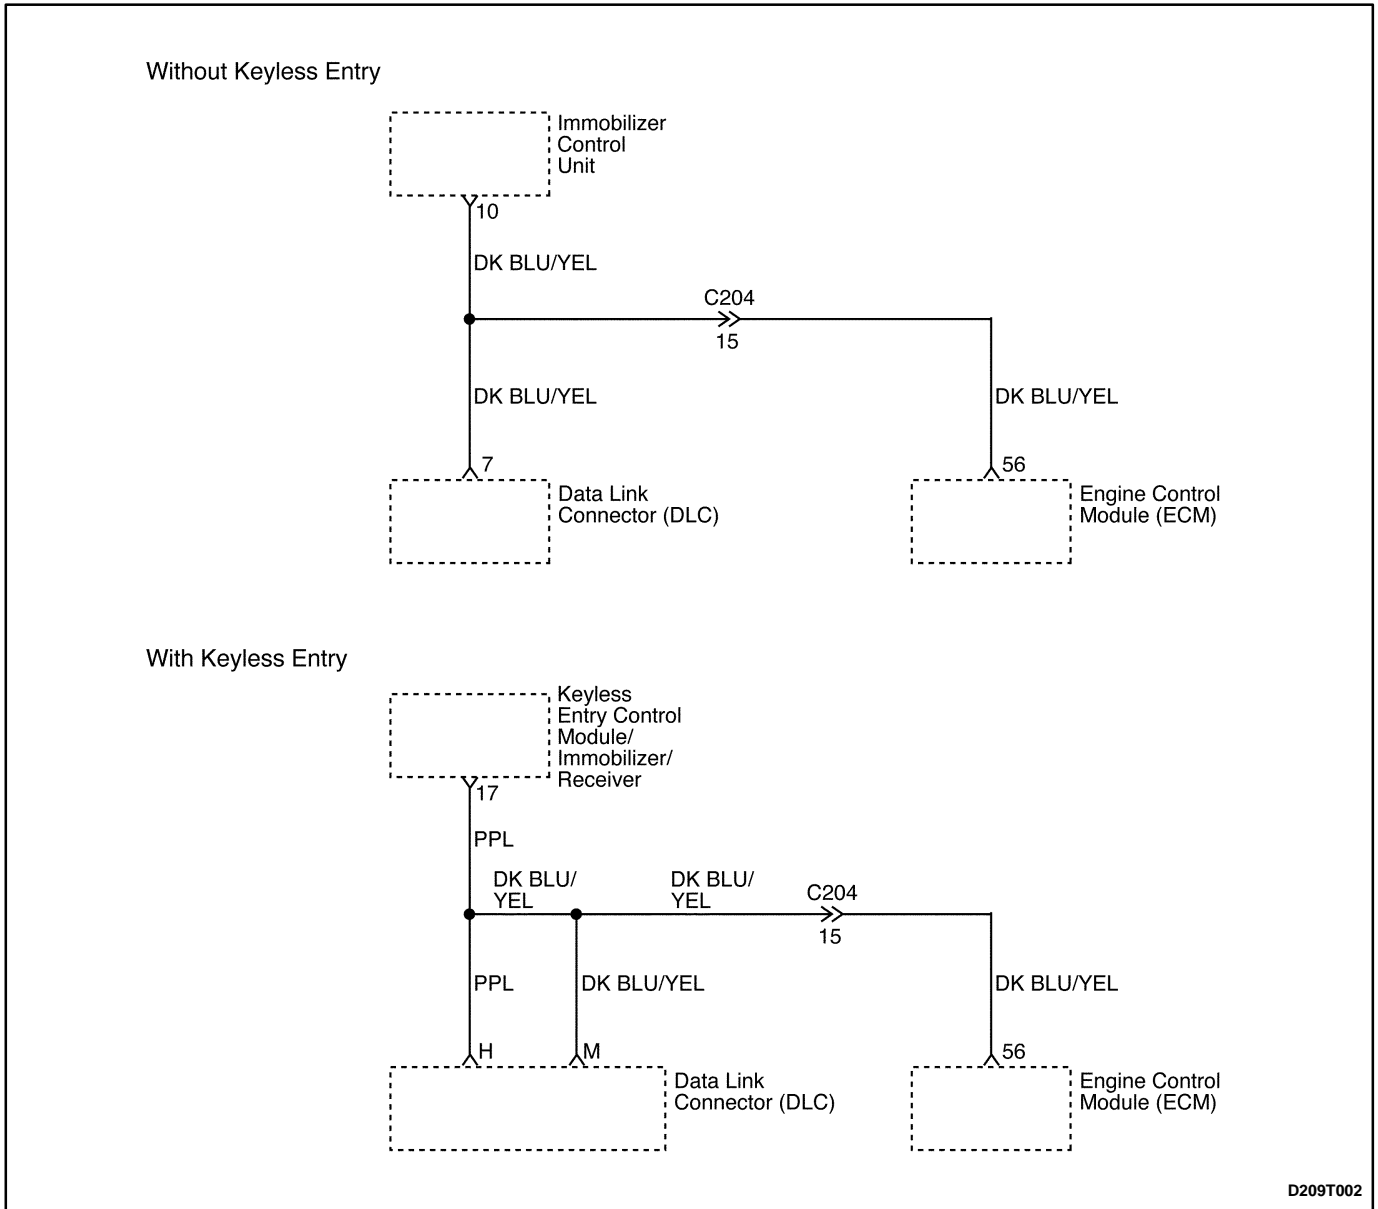 Without Keyless Entry
Immobilizer
Control
Unit
10
DK BLU/YEL
C204
15
DK BLU/YEL
DK BLU/YEL
7
56
Data Link
Connector (DLC)
Engine Control
Module (ECM)
With Keyless Entry
Keyless
Entry Control
Module/
Immobilizer/
Receiver
17
PPL
DK BLU/
YEL
DK BLU/
YEL
C204
15
PPL
DK BLU/YEL
DK BLU/YEL
H
M
56
Data Link
Connector (DLC)
Engine Control
Module (ECM)
D209T002